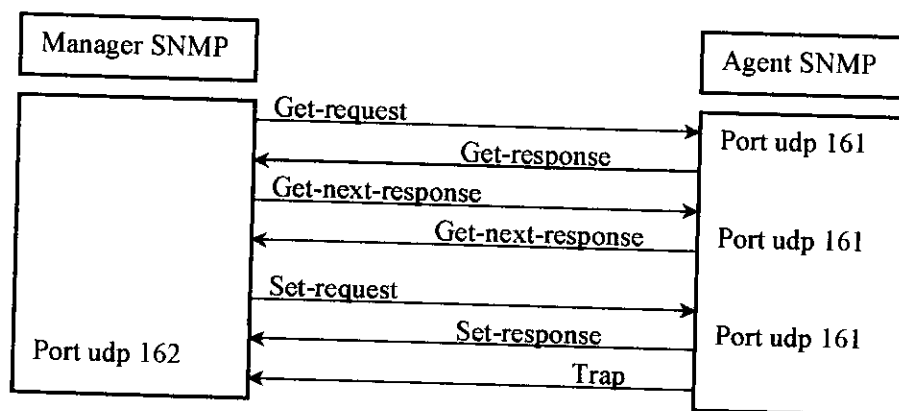 Manager SNMP
Agent SNMP
Get-request
Port udp 161
Get-response
Get-next-response
Get-next-response
Port udp 161
Set-request
Set-response
Port udp 161
Port udp 162
Trap